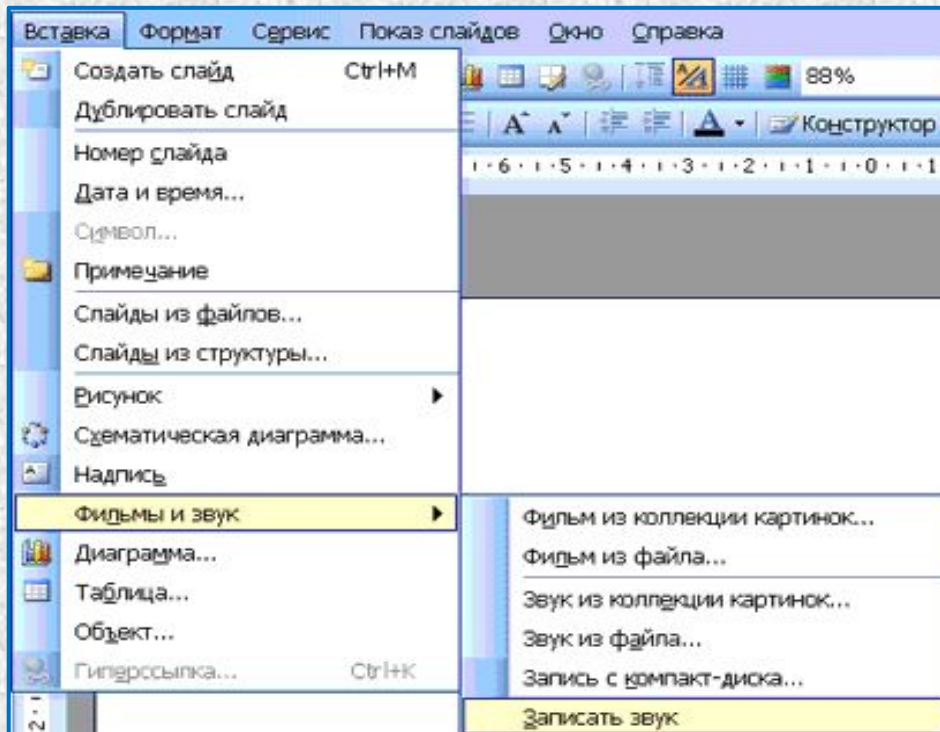 Вставка Формат Сервис Показ слайдов Окно Справка
Создать слайд Ctrl+M
88%
Дублировать слайд
Конструктор
Номер слайда
6 5 4 3 2 1 0 1
Дата и время...
Символ...
Примечание
Слайды из файлов...
Слайды из структуры...
Рисунок
Схематическая диаграмма...
Надпись
Фильмы и звук
Фильм из коллекции картинок...
Диаграмма...
Фильм из файла...
Таблица...
Звук из коллекции картинок...
Объект...
Звук из файла...
Гиперссылка... Ctrl+K
Запись с компакт-диска...
2
Записать звук